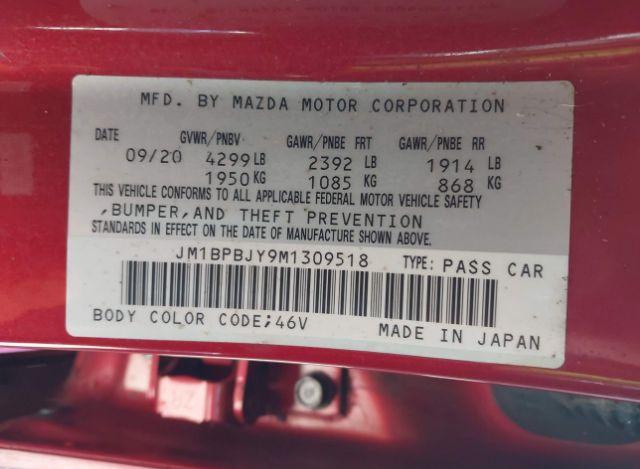 MFD. BY MAZDA MOTOR CORPORATION
DATE GVWR/PNBV GAWR/PNBE FRT GAWR/PNBE RR
09/20 4299 LB 2392 LB 1914 LB
1950 KG 1085 KG 868 KG
THIS VEHICLE CONFORMS TO ALL APPLICABLE FEDERAL MOTOR VEHICLE SAFETY
,BUMPER,AND THEFT PREVENTION
STANDARDS IN EFFECT ON THE DATE OF MANUFACTURE SHOWN ABOVE.
JM1BPBJY9M1309518 TYPE: PASS CAR
BODY COLOR CODE;46V MADE IN JAPAN